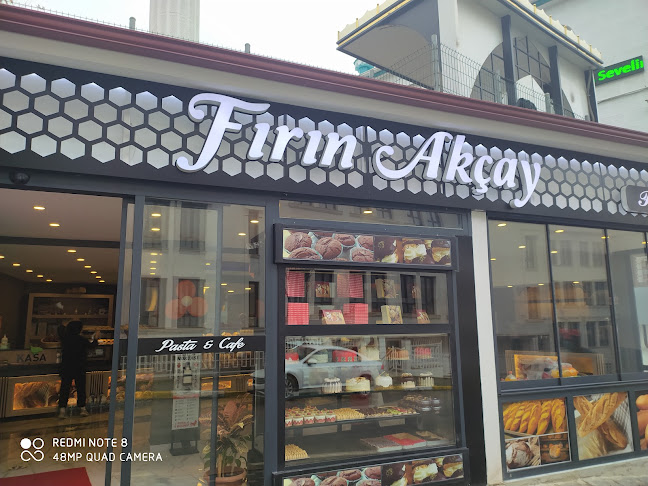 Seveli
Fırın Akçay
KASA
Pasta & Cafe
REDMI NOTE 8
48MP QUAD CAMERA